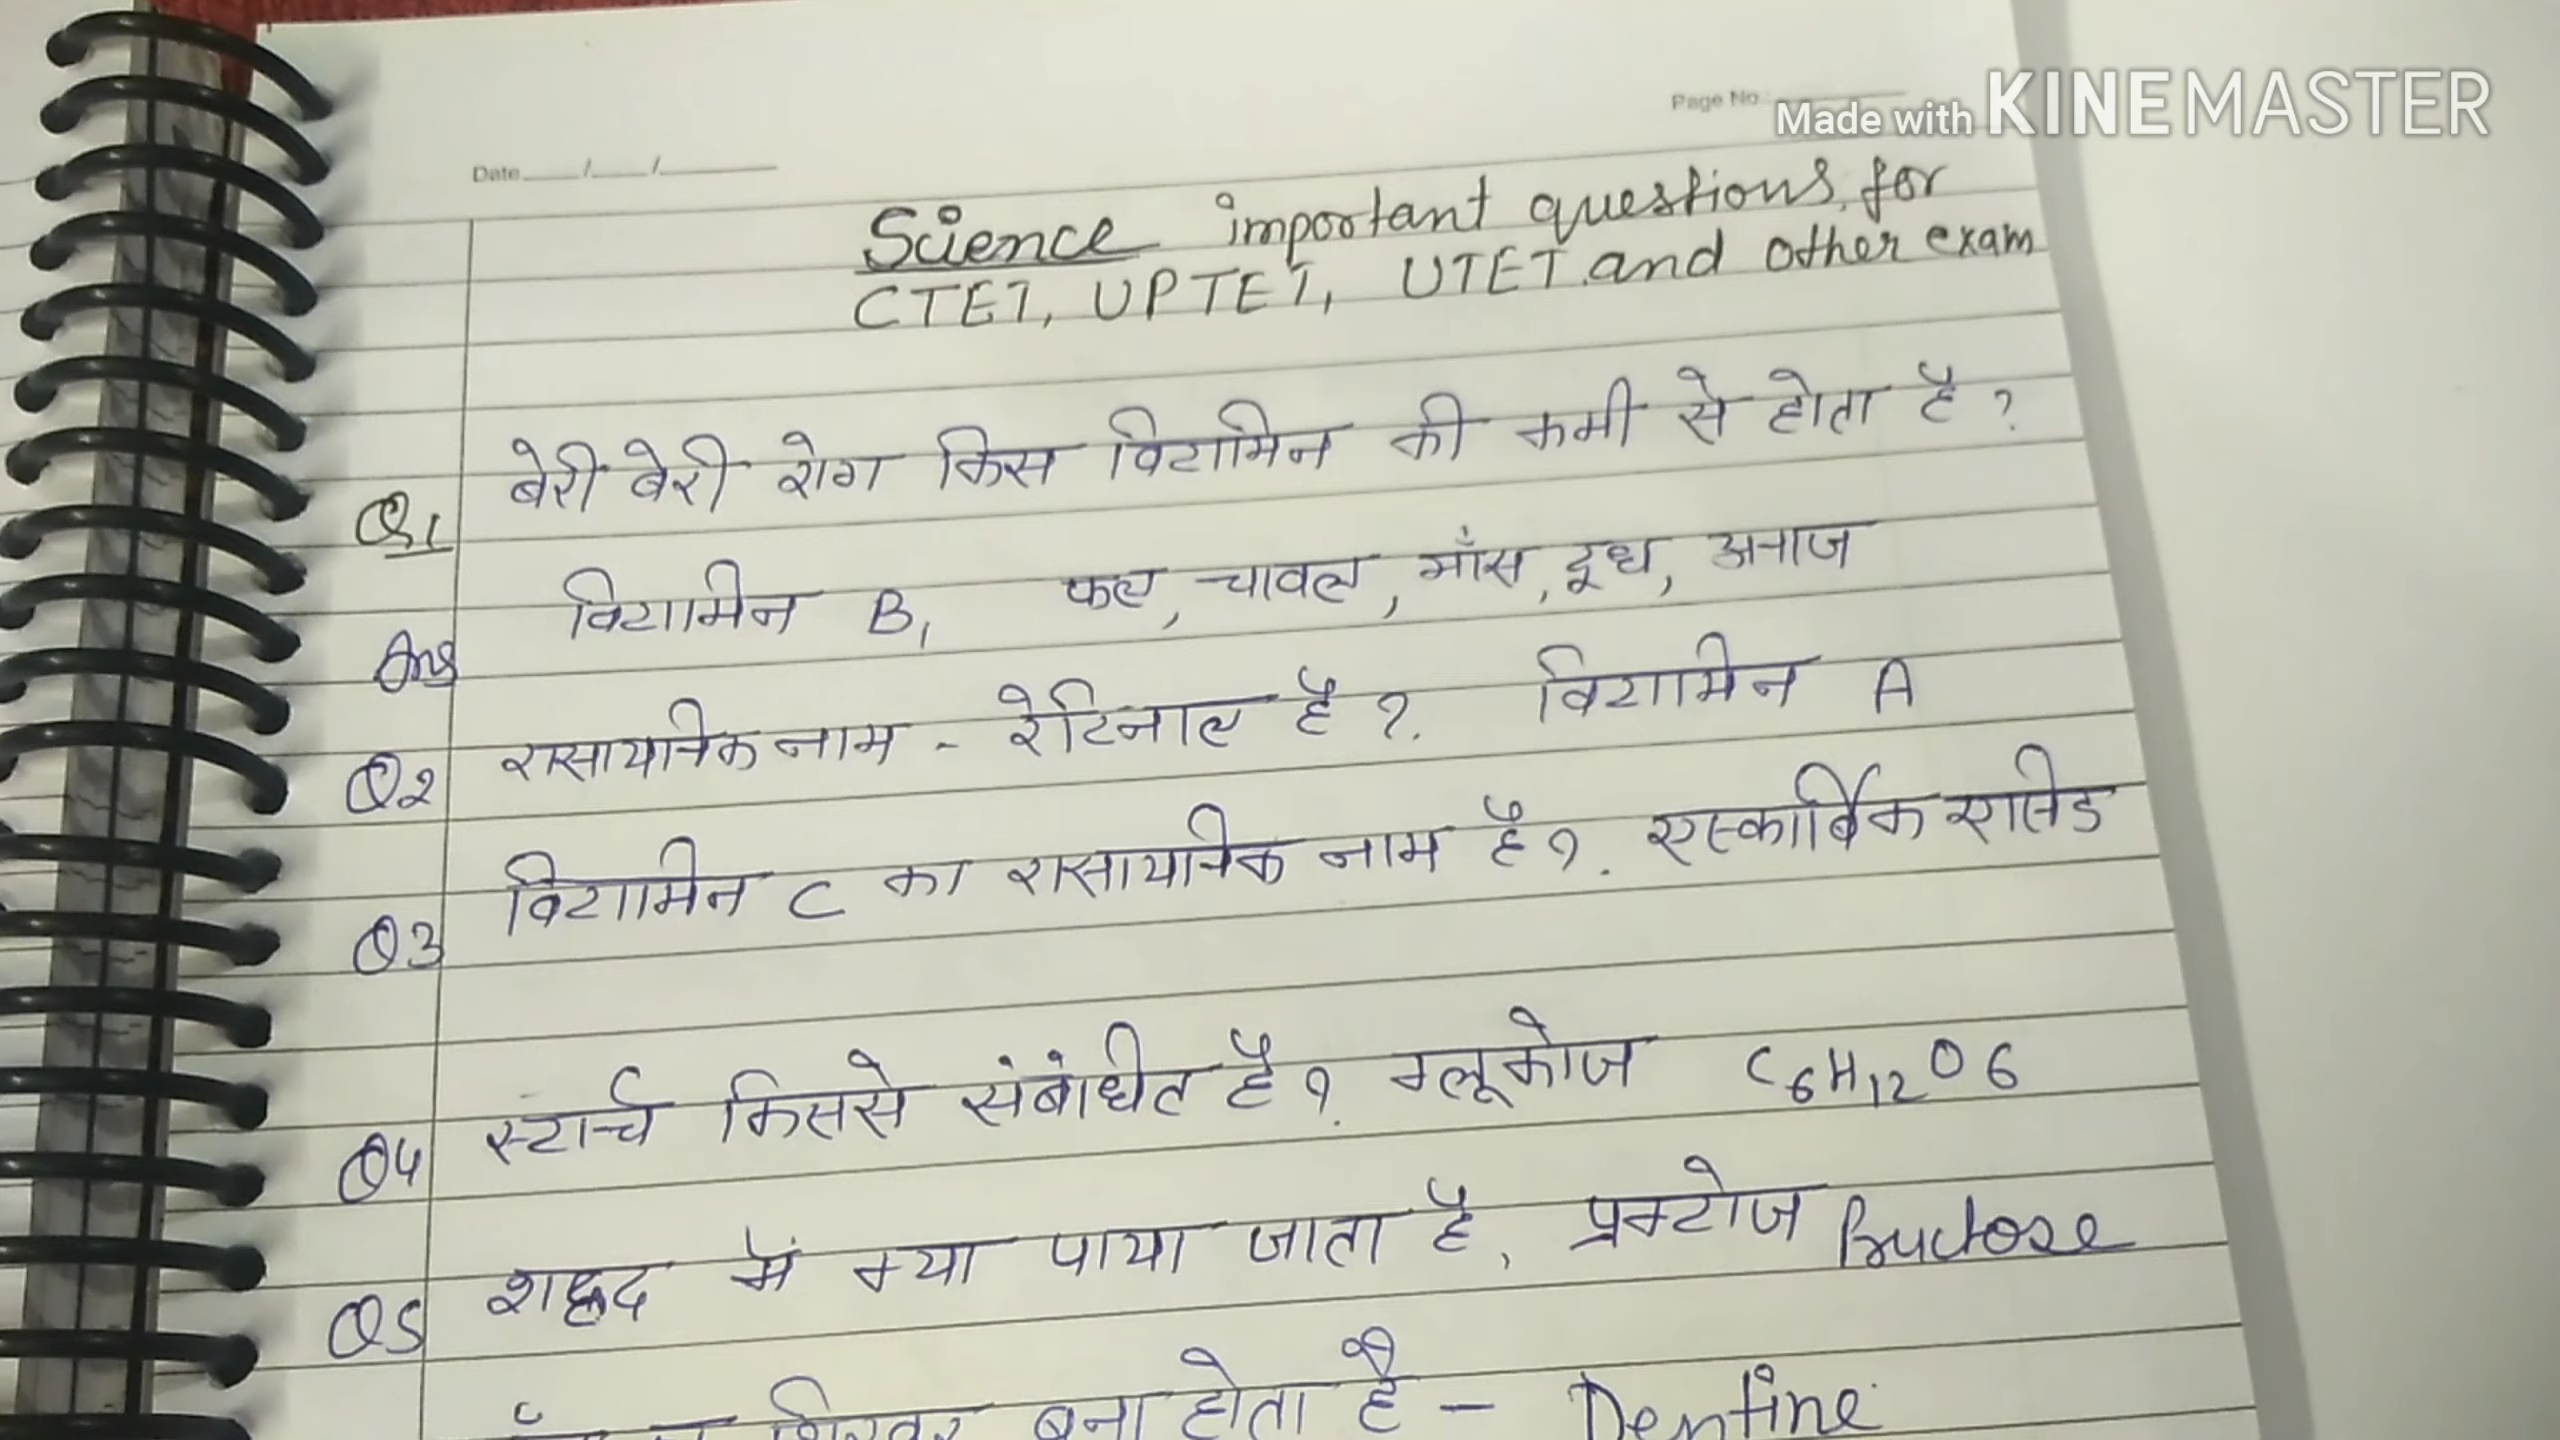 Page No.:
Made with KINEMASTER
Date / /
Science important questions for
CTET, UPTET, UTET and other exam
Q1 बेरी बेरी रोग किस विटामिन की कमी से होता है ?
Ans विटामिन B1 फल, चावल, माँस, दूध, अनाज
Q2 रासायनिक नाम - रेटिनाल है ?. विटामिन A
Q3 विटामिन C का रासायनिक नाम है ?. एस्कार्बिक एसिड
Q4 स्टार्च किससे संबंधित है ? ग्लूकोज C6H12O6
Q5 शहद में क्या पाया जाता है, फ्रक्टोज Fructose
बना होता है - Dentine